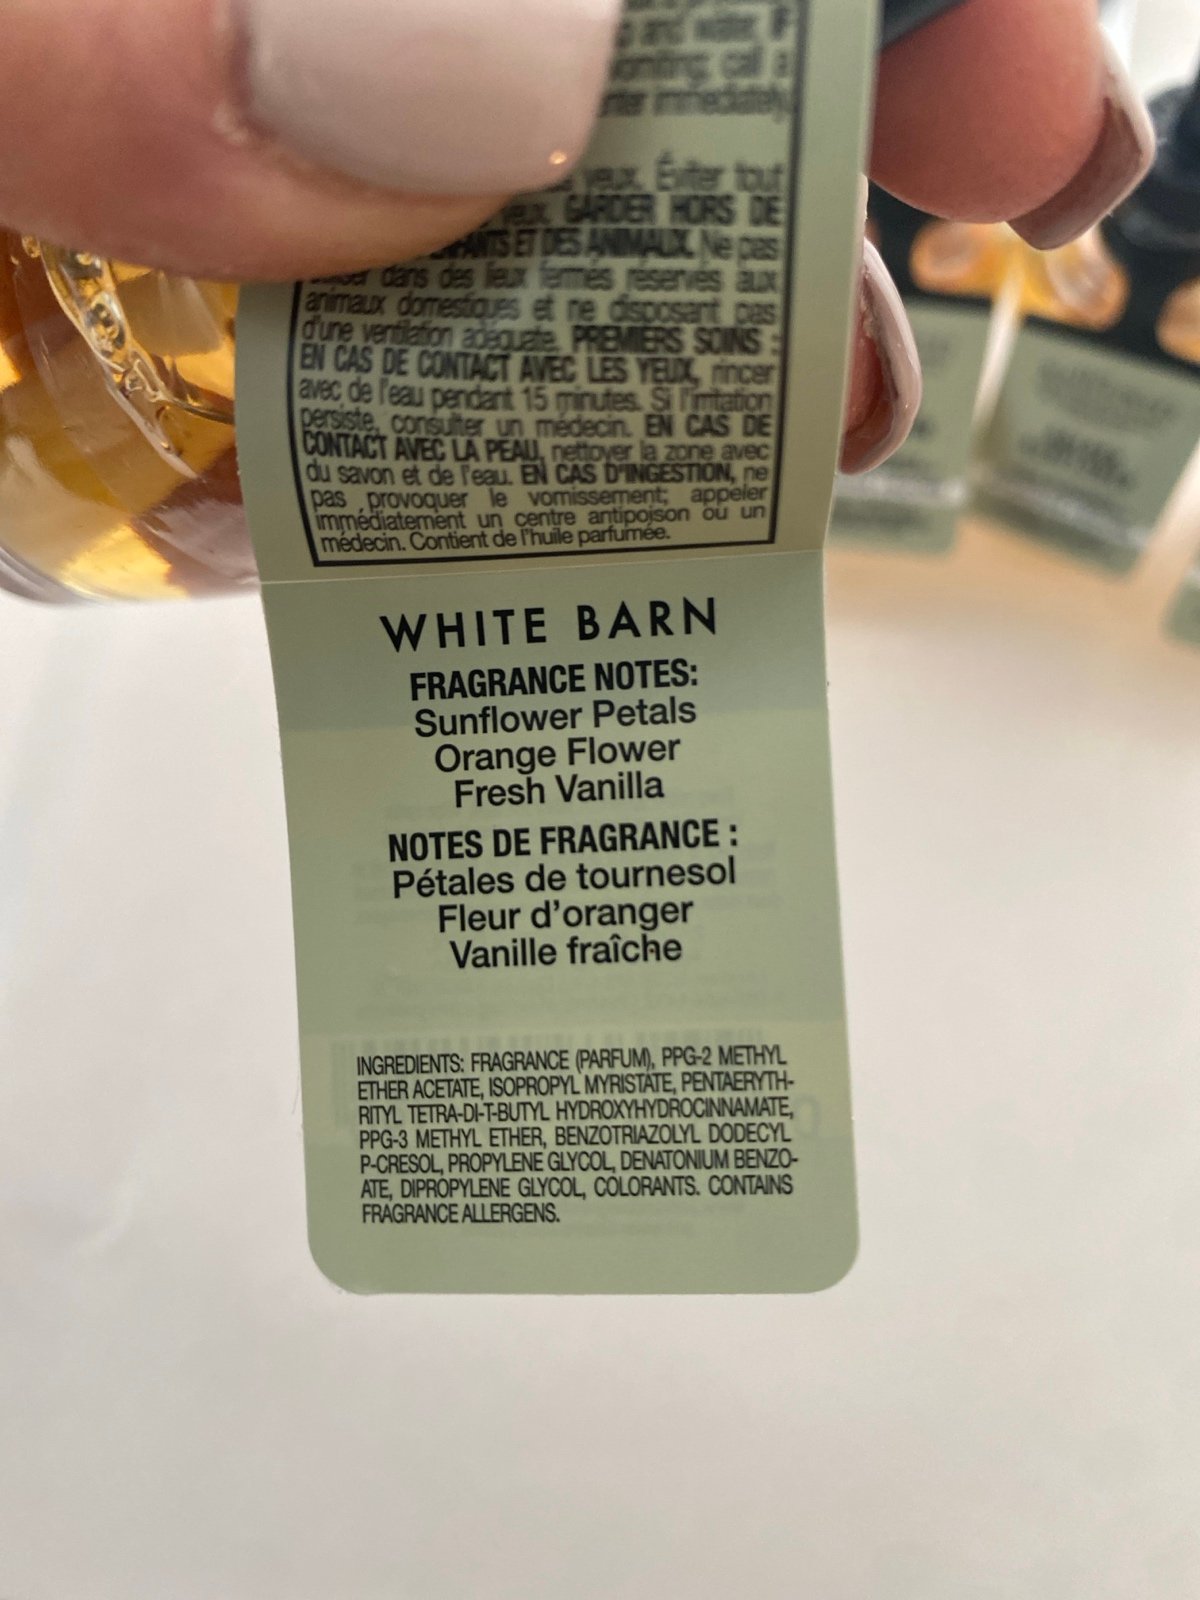 and water. IF
vomiting; call a
immediately.
yeux. Éviter tout
yeux. GARDER HORS DE
ET DES ANIMAUX. Ne pas
dans des lieux fermés réservés aux
animaux domestiques et ne disposant pas
d'une ventilation adéquate. PREMIERS SOINS :
EN CAS DE CONTACT AVEC LES YEUX, rincer
avec de l'eau pendant 15 minutes. Si l'irritation
persiste, consulter un médecin. EN CAS DE
CONTACT AVEC LA PEAU, nettoyer la zone avec
du savon et de l'eau. EN CAS D'INGESTION, ne
pas provoquer le vomissement; appeler
immédiatement un centre antipoison ou un
médecin. Contient de l'huile parfumée.
WHITE BARN
FRAGRANCE NOTES:
Sunflower Petals
Orange Flower
Fresh Vanilla
NOTES DE FRAGRANCE :
Pétales de tournesol
Fleur d'oranger
Vanille fraîche
INGREDIENTS: FRAGRANCE (PARFUM), PPG-2 METHYL
ETHER ACETATE, ISOPROPYL MYRISTATE, PENTAERYTH-
RITYL TETRA-DI-T-BUTYL HYDROXYHYDROCINNAMATE,
PPG-3 METHYL ETHER, BENZOTRIAZOLYL DODECYL
P-CRESOL, PROPYLENE GLYCOL, DENATONIUM BENZO-
ATE, DIPROPYLENE GLYCOL, COLORANTS. CONTAINS
FRAGRANCE ALLERGENS.